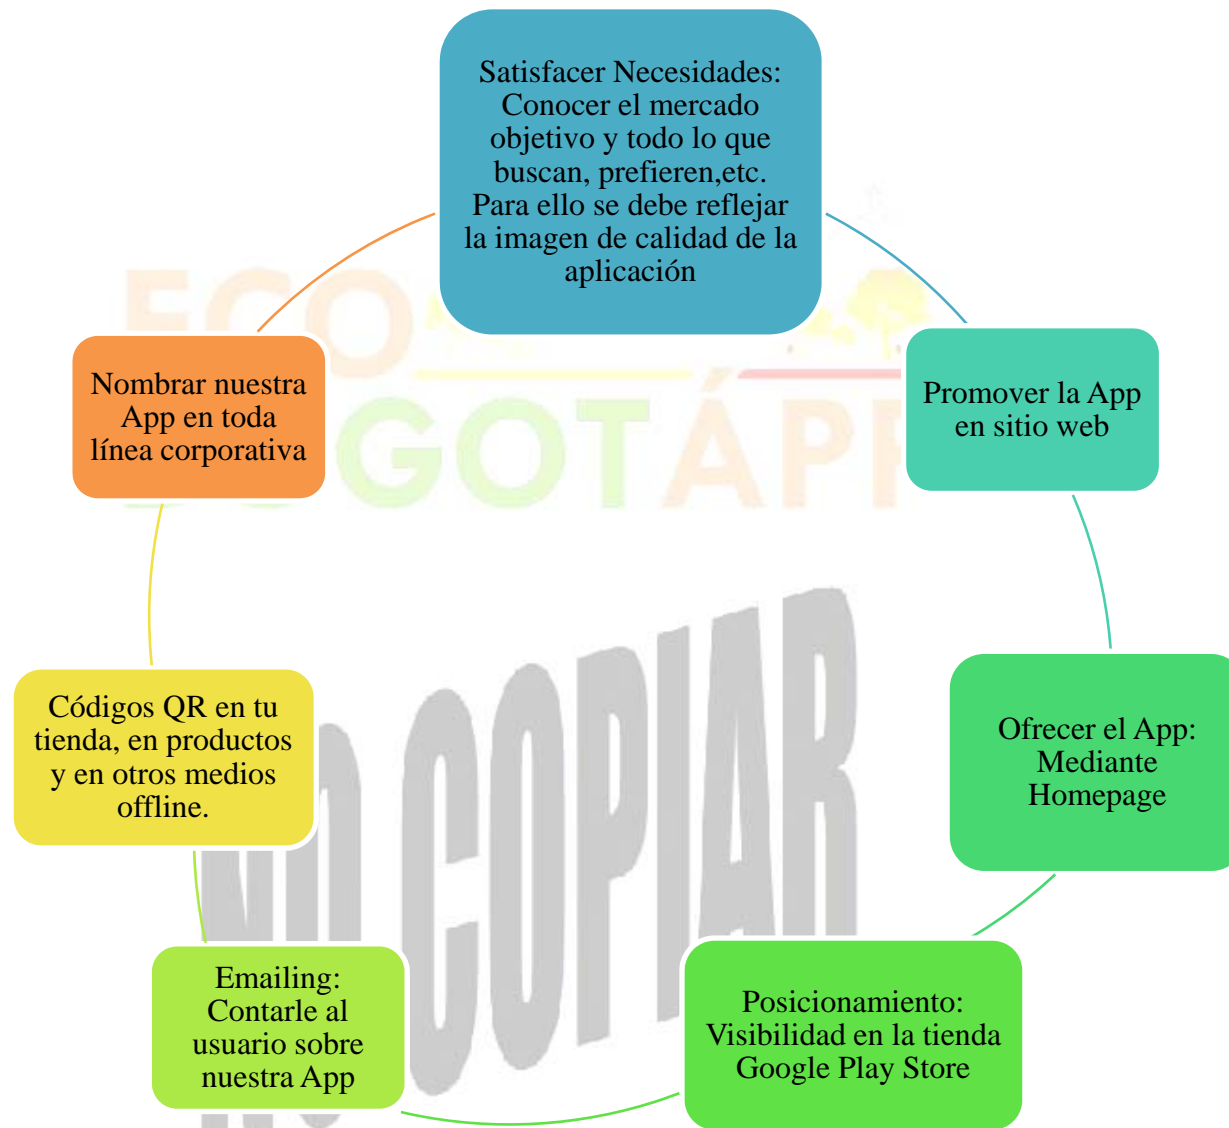 Satisfacer Necesidades:
Conocer el mercado
objetivo y todo lo que
buscan, prefieren,etc.
Para ello se debe reflejar
la imagen de calidad de la
aplicación
Promover la App
en sitio web
Ofrecer el App:
Mediante
Homepage
Posicionamiento:
Visibilidad en la tienda
Google Play Store
Emailing:
Contarle al
usuario sobre
nuestra App
Códigos QR en tu
tienda, en productos
y en otros medios
offline.
Nombrar nuestra
App en toda
línea corporativa
ECO
NO COPIAR